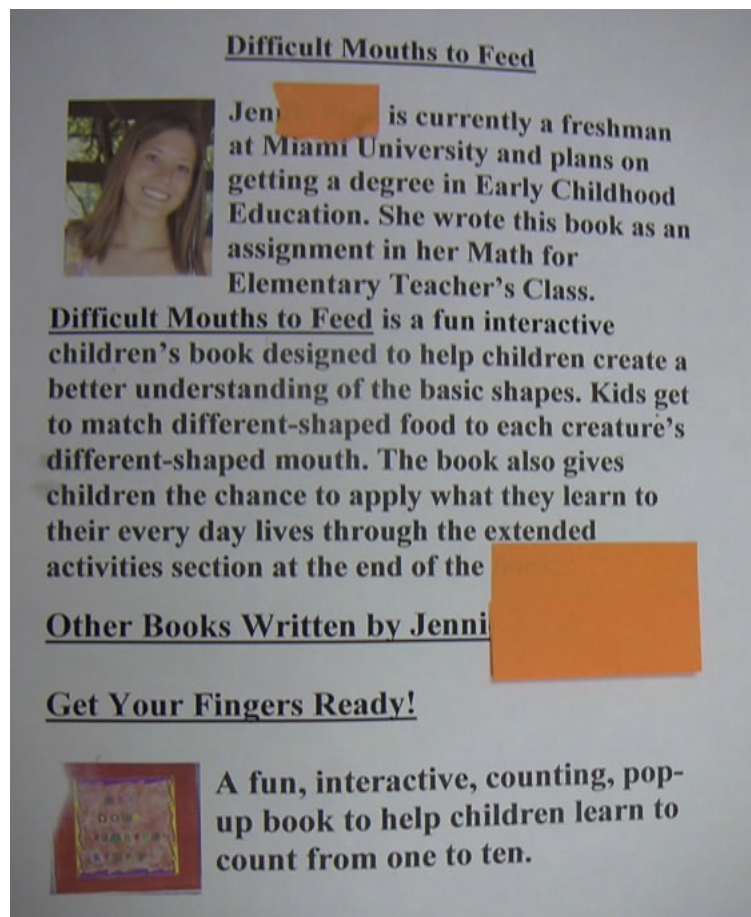 Difficult Mouths to Feed
Jen is currently a freshman
at Miami University and plans on
getting a degree in Early Childhood
Education. She wrote this book as an
assignment in her Math for
Elementary Teacher's Class.
Difficult Mouths to Feed is a fun interactive
children's book designed to help children create a
better understanding of the basic shapes. Kids get
to match different-shaped food to each creature's
different-shaped mouth. The book also gives
children the chance to apply what they learn to
their every day lives through the extended
activities section at the end of the
Other Books Written by Jenni
Get Your Fingers Ready!
A fun, interactive, counting, pop-
up book to help children learn to
count from one to ten.